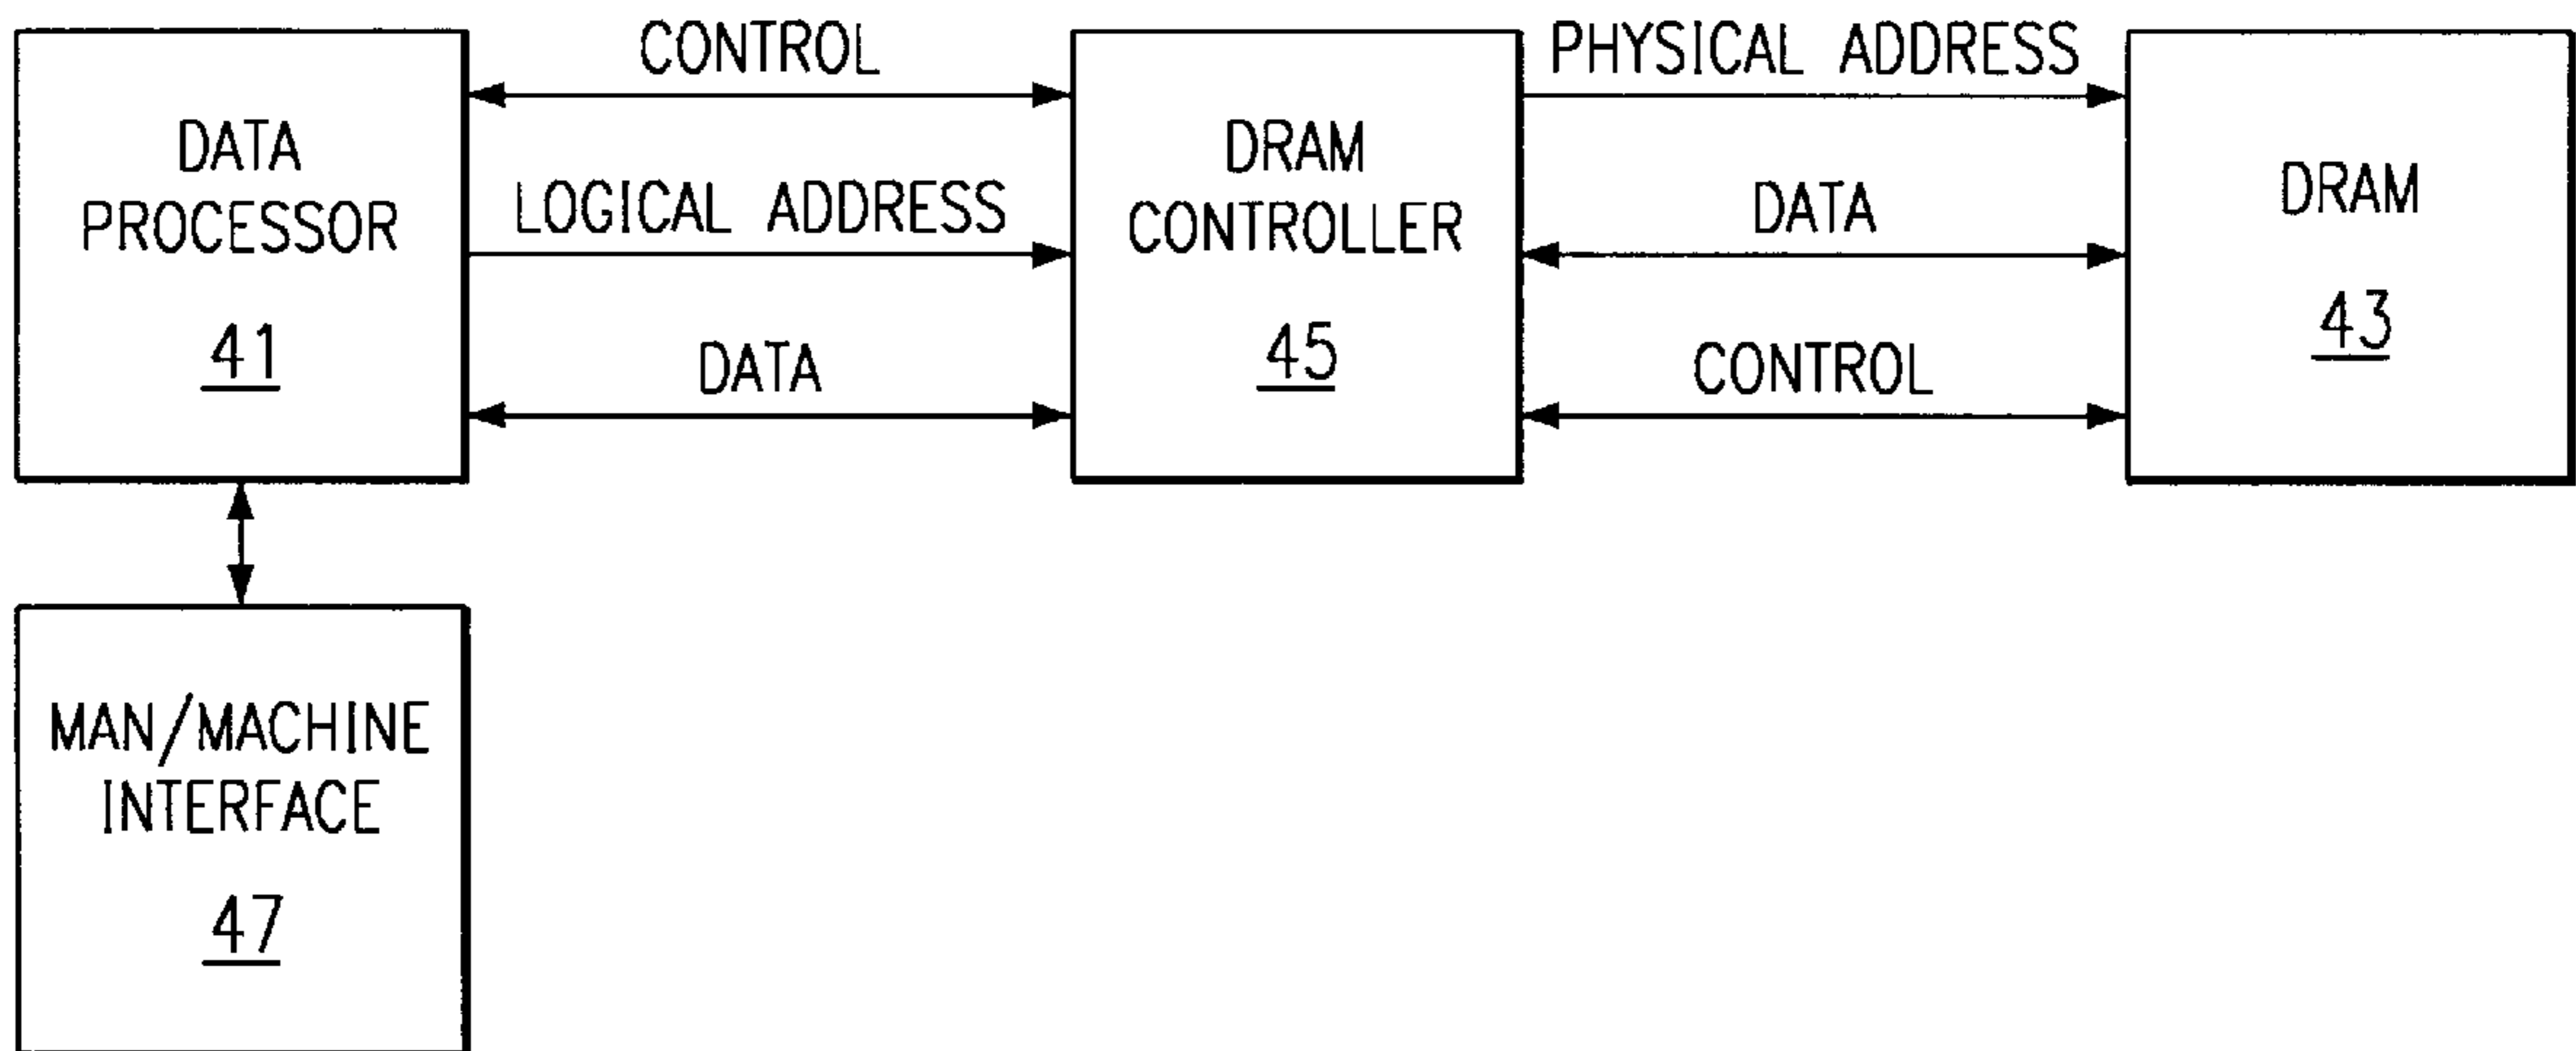 DATA
PROCESSOR
41
CONTROL
LOGICAL ADDRESS
DATA
DRAM
CONTROLLER
45
PHYSICAL ADDRESS
DATA
CONTROL
DRAM
43
MAN/MACHINE
INTERFACE
47